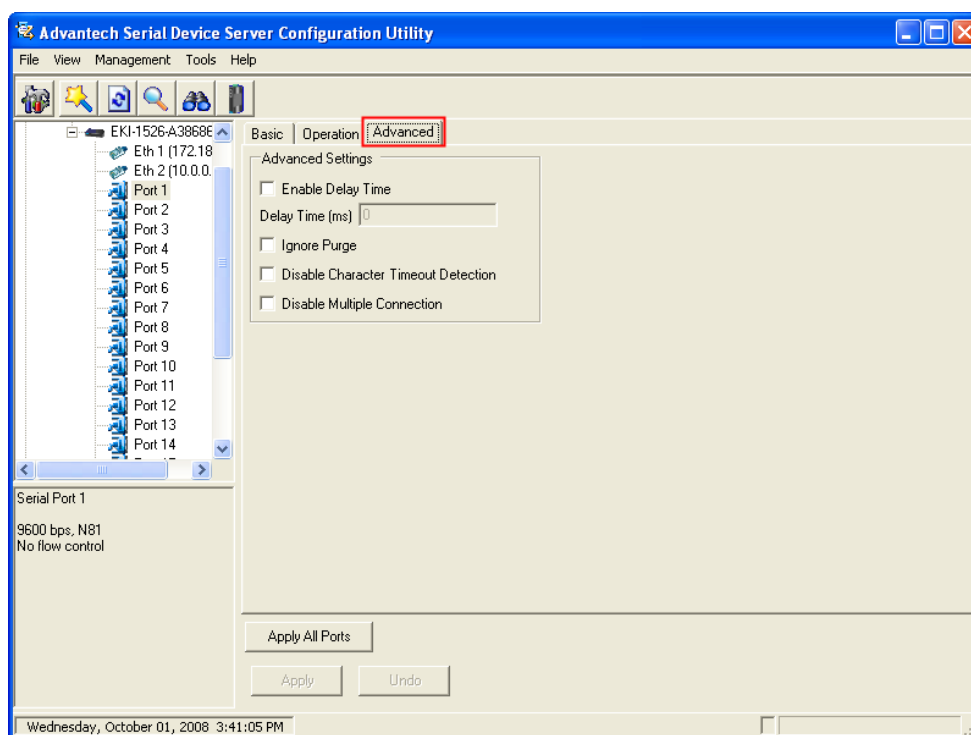 Advantech Serial Device Server Configuration Utility
File View Management Tools Help
EKI-1526-A3868E
Eth 1 (172.18
Eth 2 (10.0.0.
Port 1
Port 2
Port 3
Port 4
Port 5
Port 6
Port 7
Port 8
Port 9
Port 10
Port 11
Port 12
Port 13
Port 14
Serial Port 1
9600 bps, N81
No flow control
Basic Operation Advanced
Advanced Settings
Enable Delay Time
Delay Time (ms) 0
Ignore Purge
Disable Character Timeout Detection
Disable Multiple Connection
Apply All Ports
Apply Undo
Wednesday, October 01, 2008 3:41:05 PM